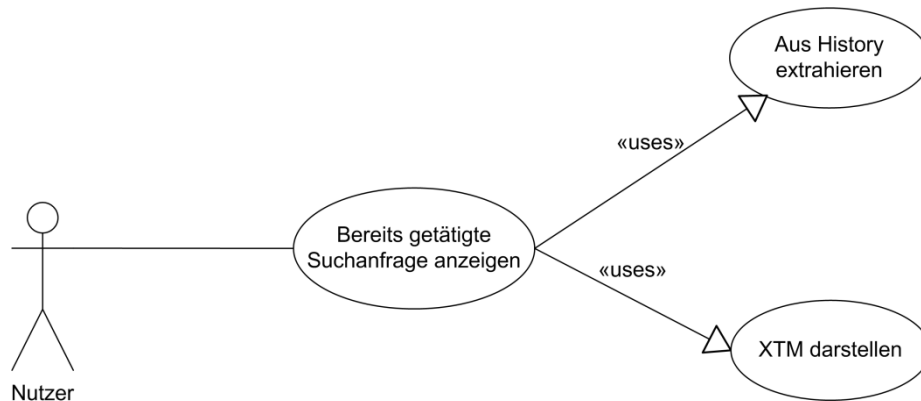 Aus History
extrahieren
«uses»
Bereits getätigte
Suchanfrage anzeigen
«uses»
XTM darstellen
Nutzer